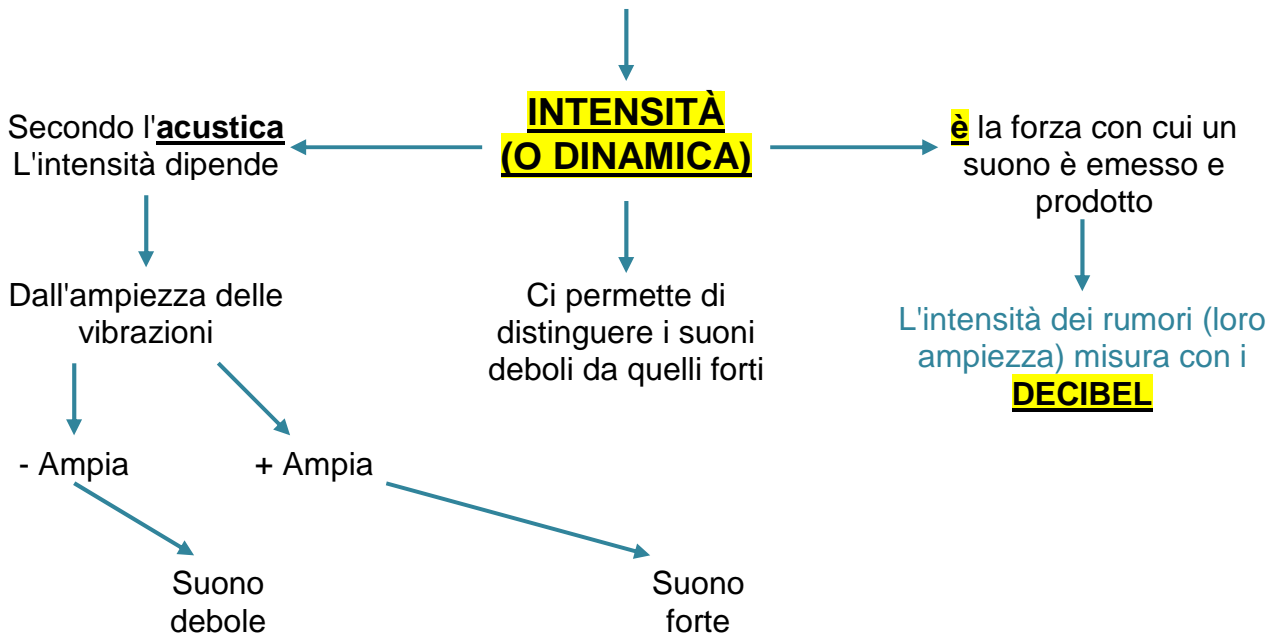 INTENSITÀ
(O DINAMICA)
Secondo l'acustica
L'intensità dipende
è la forza con cui un
suono è emesso e
prodotto
Dall'ampiezza delle
vibrazioni
Ci permette di
distinguere i suoni
deboli da quelli forti
L'intensità dei rumori (loro
ampiezza) misura con i
DECIBEL
- Ampia
+ Ampia
Suono
debole
Suono
forte